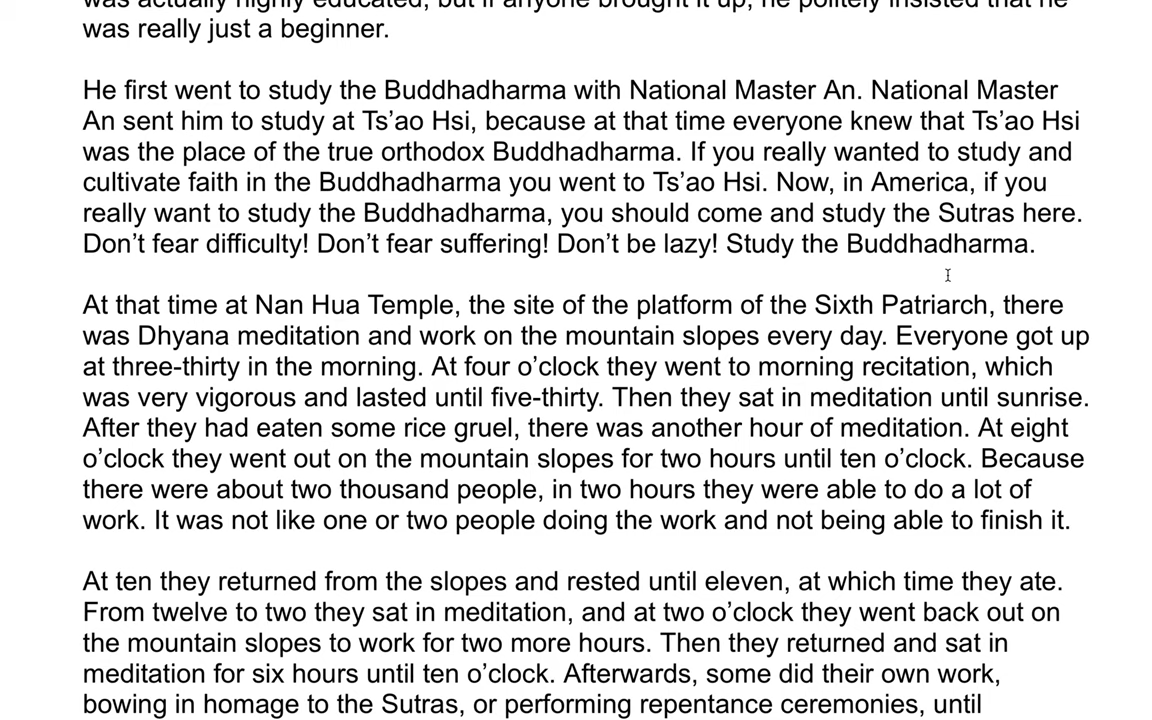 was actually highly educated, but if anyone brought it up, he politely insisted that he
was really just a beginner.
He first went to study the Buddhadharma with National Master An. National Master
An sent him to study at Ts’ao Hsi, because at that time everyone knew that Ts’ao Hsi
was the place of the true orthodox Buddhadharma. If you really wanted to study and
cultivate faith in the Buddhadharma you went to Ts’ao Hsi. Now, in America, if you
really want to study the Buddhadharma, you should come and study the Sutras here.
Don’t fear difficulty! Don’t fear suffering! Don’t be lazy! Study the Buddhadharma.
At that time at Nan Hua Temple, the site of the platform of the Sixth Patriarch, there
was Dhyana meditation and work on the mountain slopes every day. Everyone got up
at three-thirty in the morning. At four o’clock they went to morning recitation, which
was very vigorous and lasted until five-thirty. Then they sat in meditation until sunrise.
After they had eaten some rice gruel, there was another hour of meditation. At eight
o’clock they went out on the mountain slopes for two hours until ten o’clock. Because
there were about two thousand people, in two hours they were able to do a lot of
work. It was not like one or two people doing the work and not being able to finish it.
At ten they returned from the slopes and rested until eleven, at which time they ate.
From twelve to two they sat in meditation, and at two o’clock they went back out on
the mountain slopes to work for two more hours. Then they returned and sat in
meditation for six hours until ten o’clock. Afterwards, some did their own work,
bowing in homage to the Sutras, or performing repentance ceremonies, until